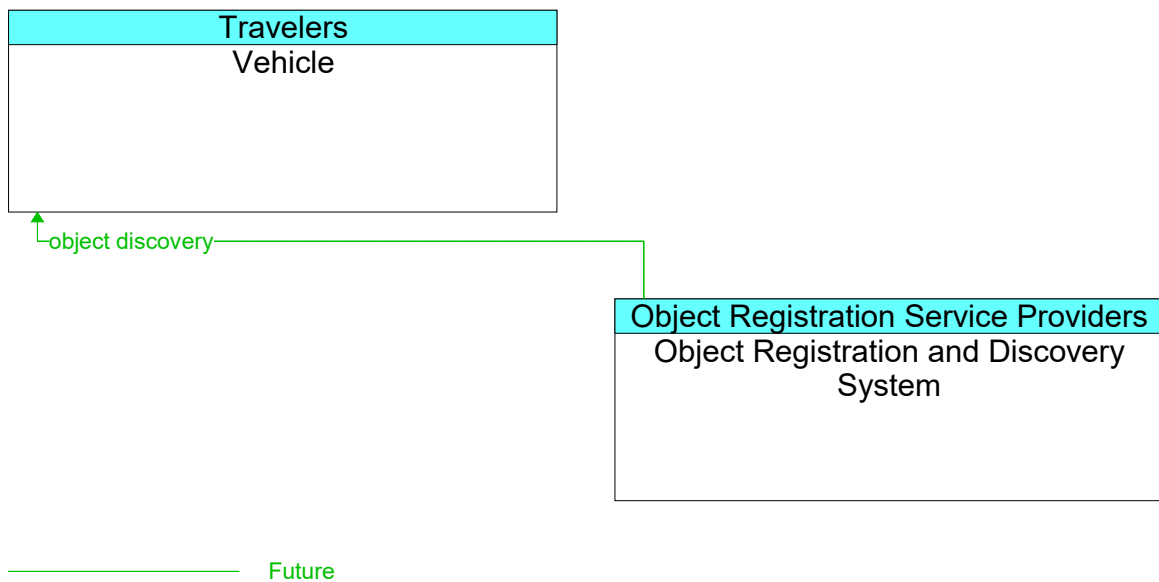 Travelers
Vehicle
object discovery
Object Registration Service Providers
Object Registration and Discovery
System
Future